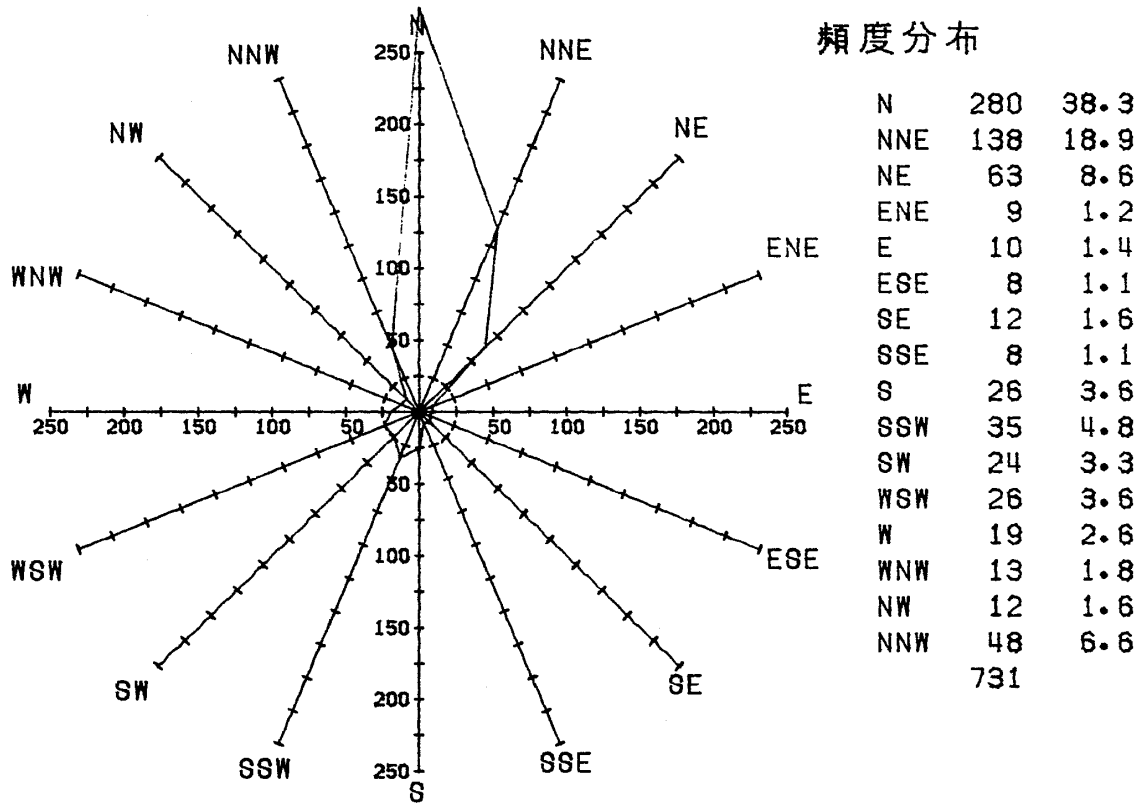 頻度分布
N 280 38.3
NNE 138 18.9
NE 63 8.6
ENE 9 1.2
E 10 1.4
ESE 8 1.1
SE 12 1.6
SSE 8 1.1
S 26 3.6
SSW 35 4.8
SW 24 3.3
WSW 26 3.6
W 19 2.6
WNW 13 1.8
NW 12 1.6
NNW 48 6.6
731
N
NNW
NNE
250
NW
NE
200
150
ENE
WNW
100
50
W
E
250 200 150 100 50 50 100 150 200 250
50
WSW
ESE
100
150
SW
SE
200
SSW
SSE
250
S